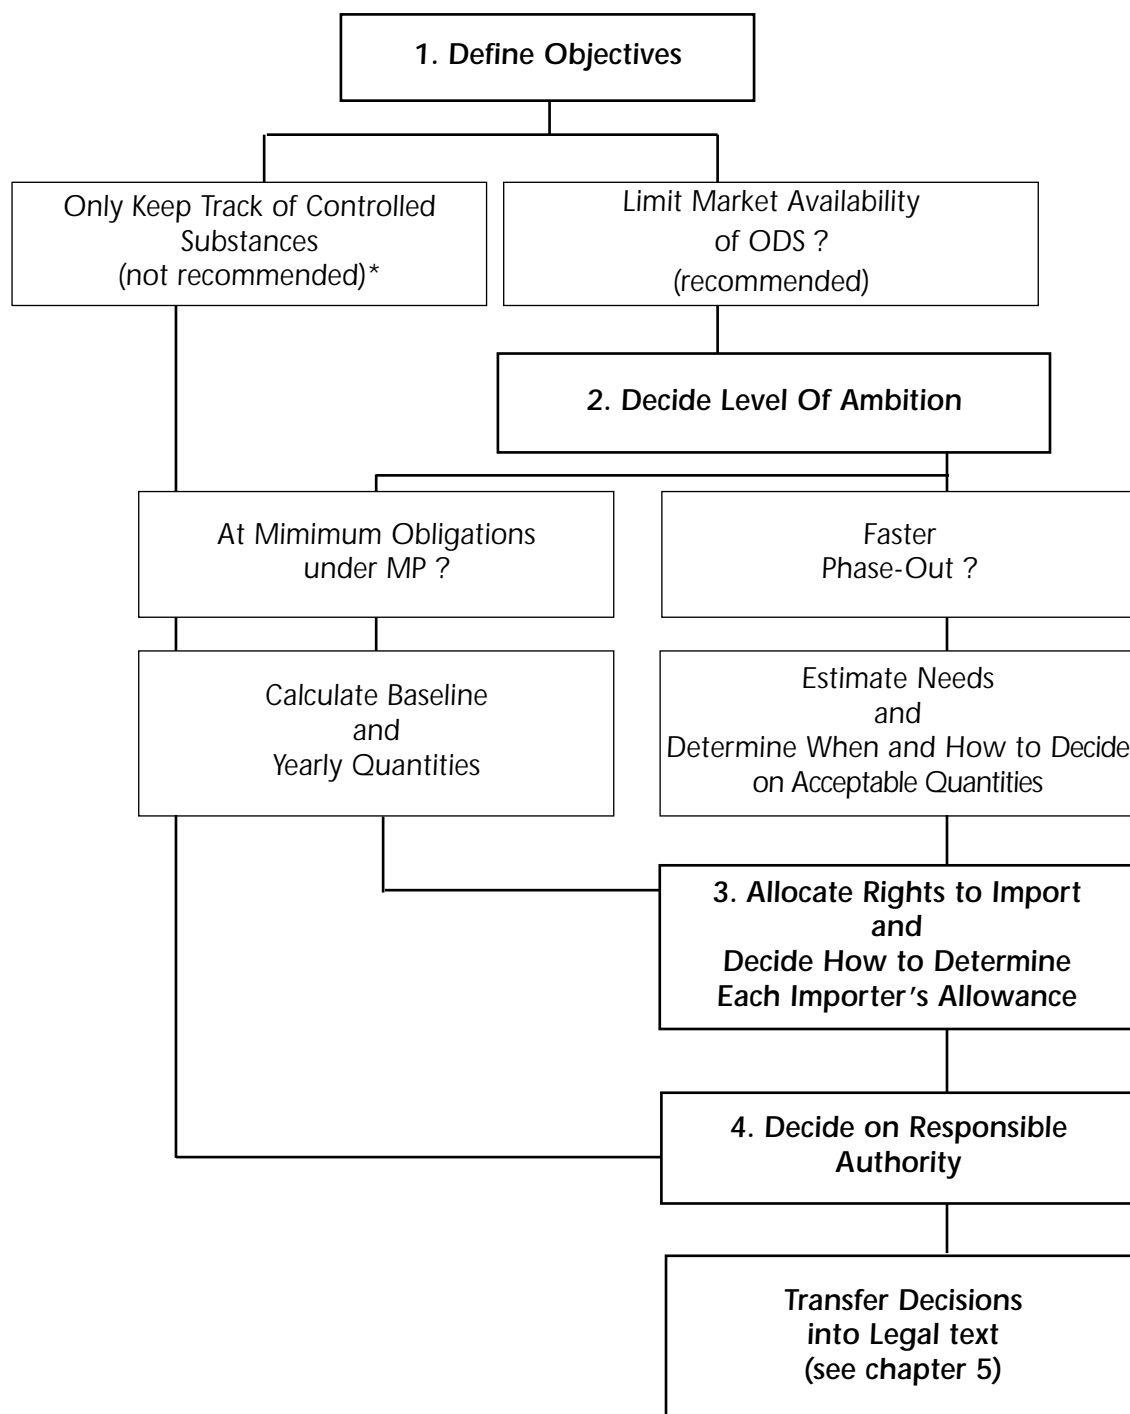 1. Define Objectives
Only Keep Track of Controlled
Substances
(not recommended)*
Limit Market Availability
of ODS ?
(recommended)
2. Decide Level Of Ambition
At Mimimum Obligations
under MP ?
Faster
Phase-Out ?
Calculate Baseline
and
Yearly Quantities
Estimate Needs
and
Determine When and How to Decide
on Acceptable Quantities
3. Allocate Rights to Import
and
Decide How to Determine
Each Importer’s Allowance
4. Decide on Responsible
Authority
Transfer Decisions
into Legal text
(see chapter 5)